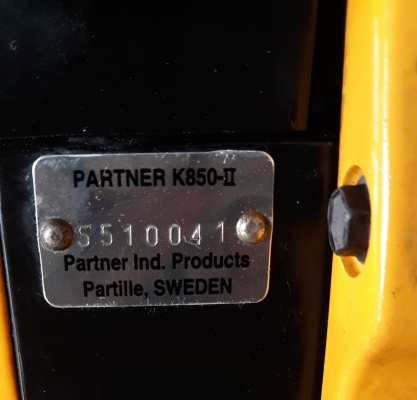 PARTNER K850-II
5510041
Partner Ind. Products
Partille, SWEDEN